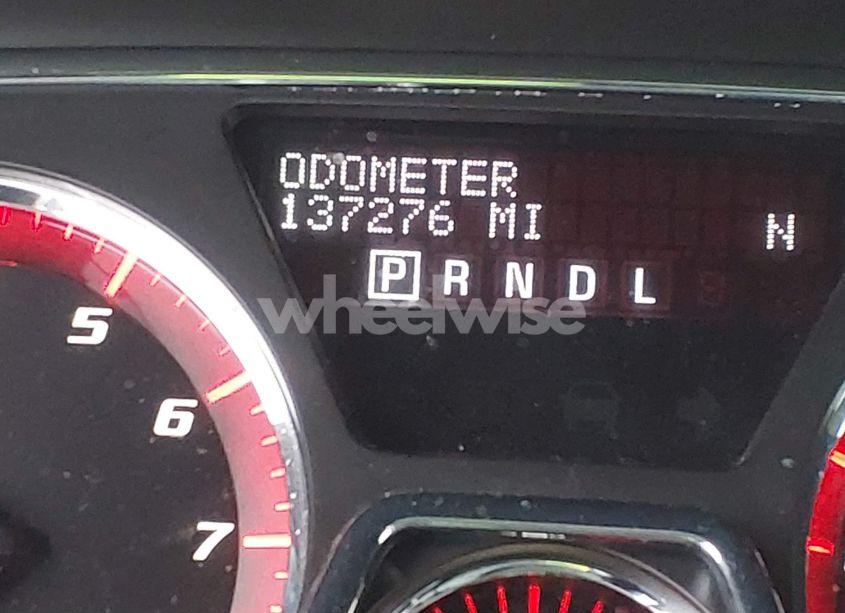 ODOMETER
137276 MI N
P R N D L
wheelwise
5
6
7